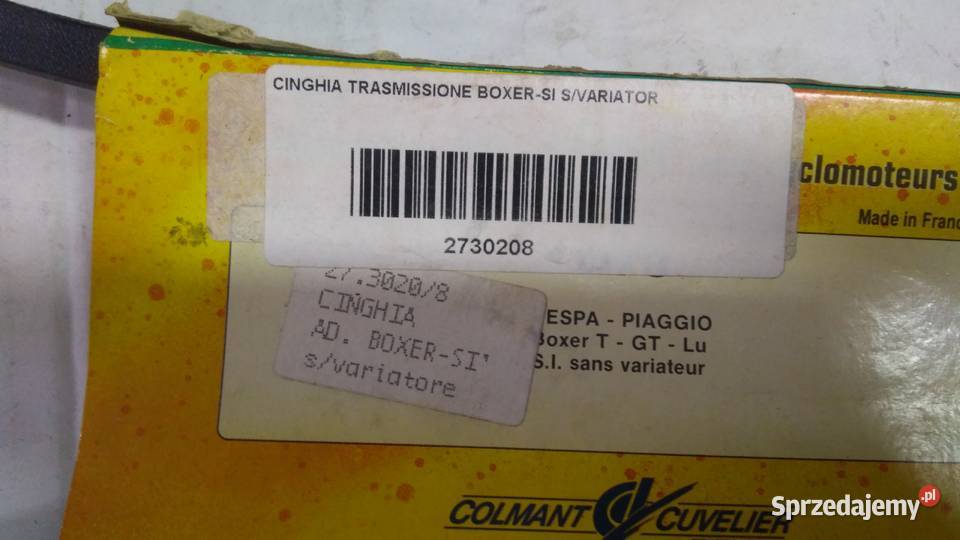 CINGHIA TRASMISSIONE BOXER-SI S/VARIATOR
2730208
clomoteurs
Made in Franc
27.3020/8
CINGHIA
AD. BOXER-SI'
s/variatore
ESPA - PIAGGIO
Boxer T - GT - Lu
S.I. sans variateur
COLMANT CV CUVELIER
Sprzedajemy.pl